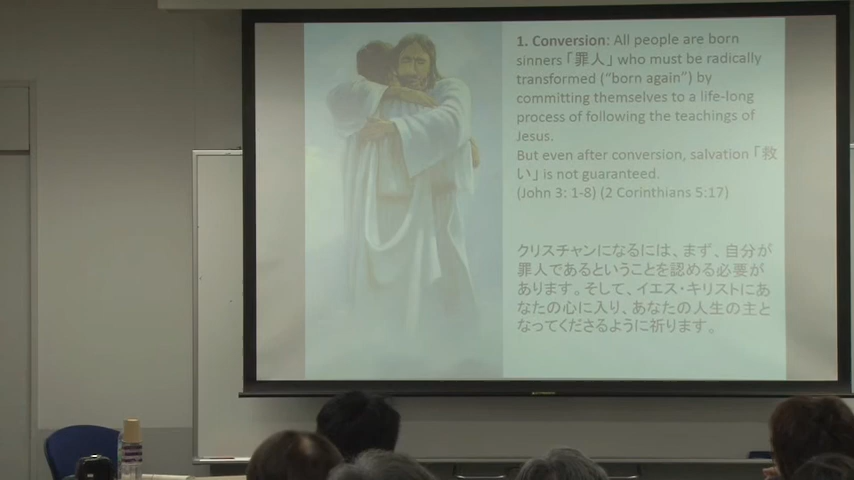 1. Conversion: All people are born
sinners「罪人」who must be radically
transformed (“born again”) by
committing themselves to a life-long
process of following the teachings of
Jesus.
But even after conversion, salvation「救
い」is not guaranteed.
(John 3: 1-8) (2 Corinthians 5:17)
クリスチャンになるには、まず、自分が
罪人であるということを認める必要が
あります。そして、イエス・キリストにあ
なたの心に入り、あなたの人生の主と
なってくださるように祈ります。